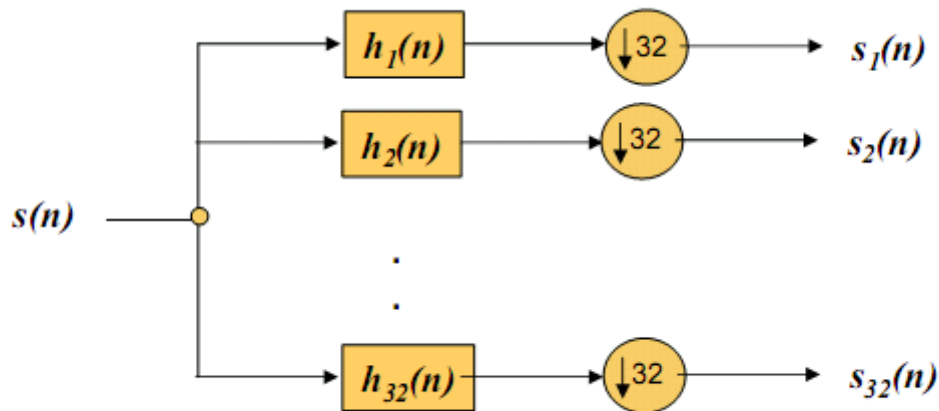 h₁(n) ↓32 s₁(n)
h₂(n) ↓32 s₂(n)
s(n)
.
.
h₃₂(n) ↓32 s₃₂(n)